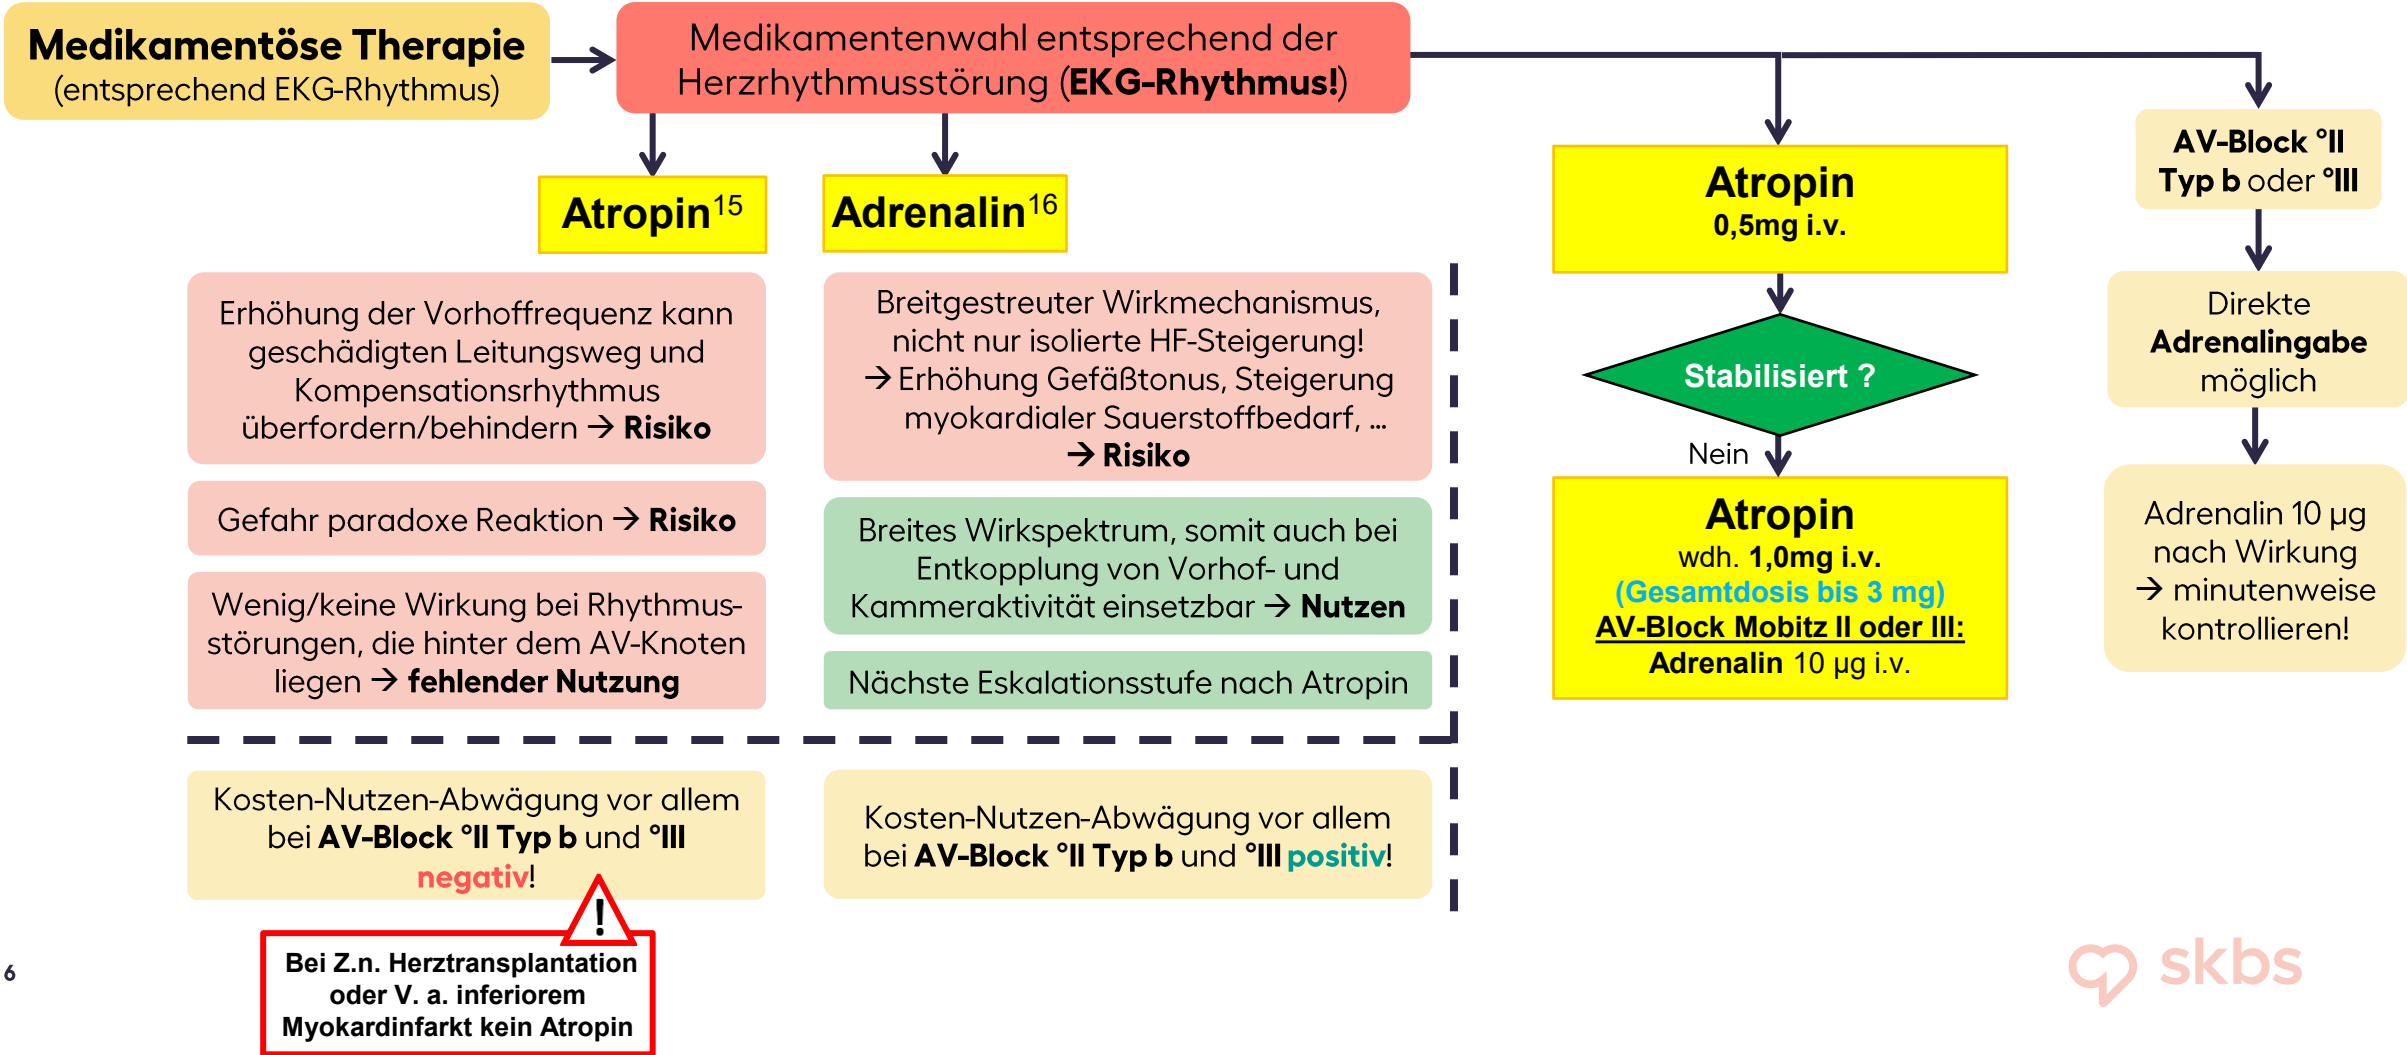 Medikamentöse Therapie
(entsprechend EKG-Rhythmus)
Medikamentenwahl entsprechend der
Herzrhythmusstörung (EKG-Rhythmus!)
Atropin15
Erhöhung der Vorhoffrequenz kann
geschädigten Leitungsweg und
Kompensationsrhythmus
überfordern/behindern → Risiko
Gefahr paradoxe Reaktion → Risiko
Wenig/keine Wirkung bei Rhythmus-
störungen, die hinter dem AV-Knoten
liegen → fehlender Nutzung
Kosten-Nutzen-Abwägung vor allem
bei AV-Block °II Typ b und °III
negativ!
!
Bei Z.n. Herztransplantation
oder V. a. inferiorem
Myokardinfarkt kein Atropin
Adrenalin16
Breitgestreuter Wirkmechanismus,
nicht nur isolierte HF-Steigerung!
→ Erhöhung Gefäßtonus, Steigerung
myokardialer Sauerstoffbedarf, ...
→ Risiko
Breites Wirkspektrum, somit auch bei
Entkopplung von Vorhof- und
Kammeraktivität einsetzbar → Nutzen
Nächste Eskalationsstufe nach Atropin
Kosten-Nutzen-Abwägung vor allem
bei AV-Block °II Typ b und °III positiv!
Atropin
0,5mg i.v.
Stabilisiert ?
Nein
Atropin
wdh. 1,0mg i.v.
(Gesamtdosis bis 3 mg)
AV-Block Mobitz II oder III:
Adrenalin 10 µg i.v.
AV-Block °II
Typ b oder °III
Direkte
Adrenalingabe
möglich
Adrenalin 10 µg
nach Wirkung
→ minutenweise
kontrollieren!
6
skbs